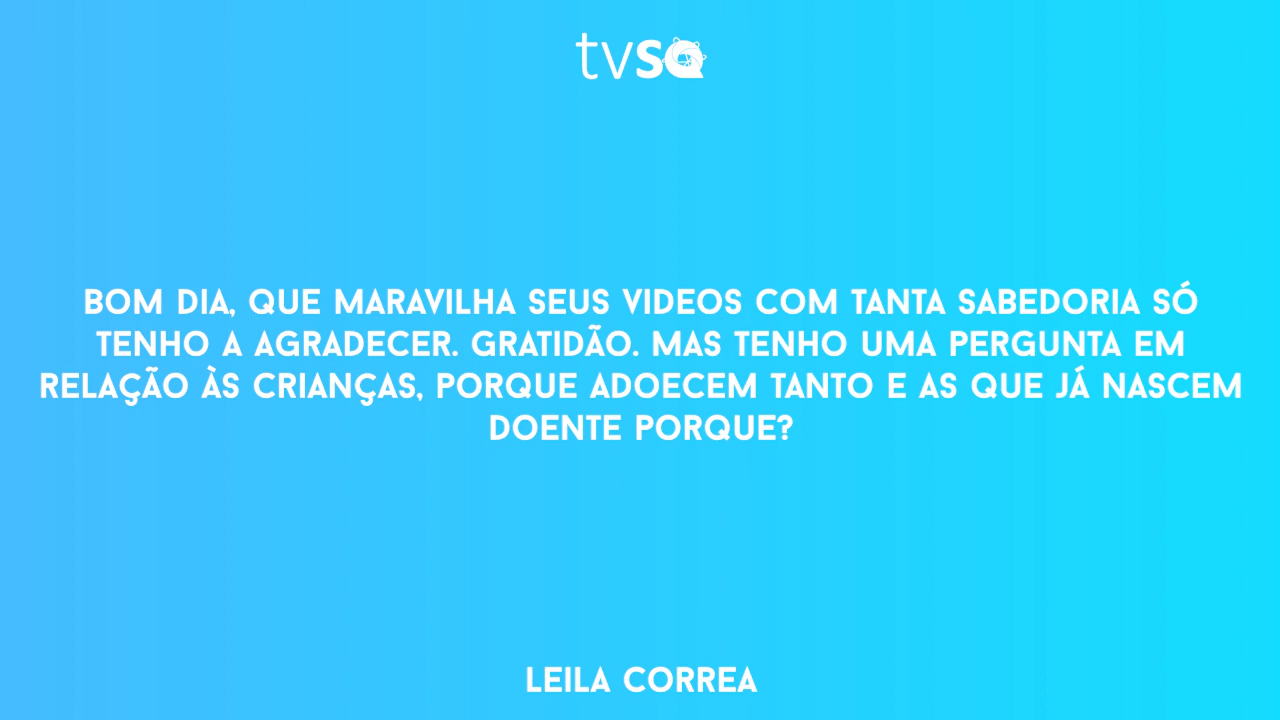 tvSQ
BOM DIA, QUE MARAVILHA SEUS VIDEOS COM TANTA SABEDORIA SÓ
TENHO A AGRADECER. GRATIDÃO. MAS TENHO UMA PERGUNTA EM
RELAÇÃO ÀS CRIANÇAS, PORQUE ADOECEM TANTO E AS QUE JÁ NASCEM
DOENTE PORQUE?
LEILA CORREA